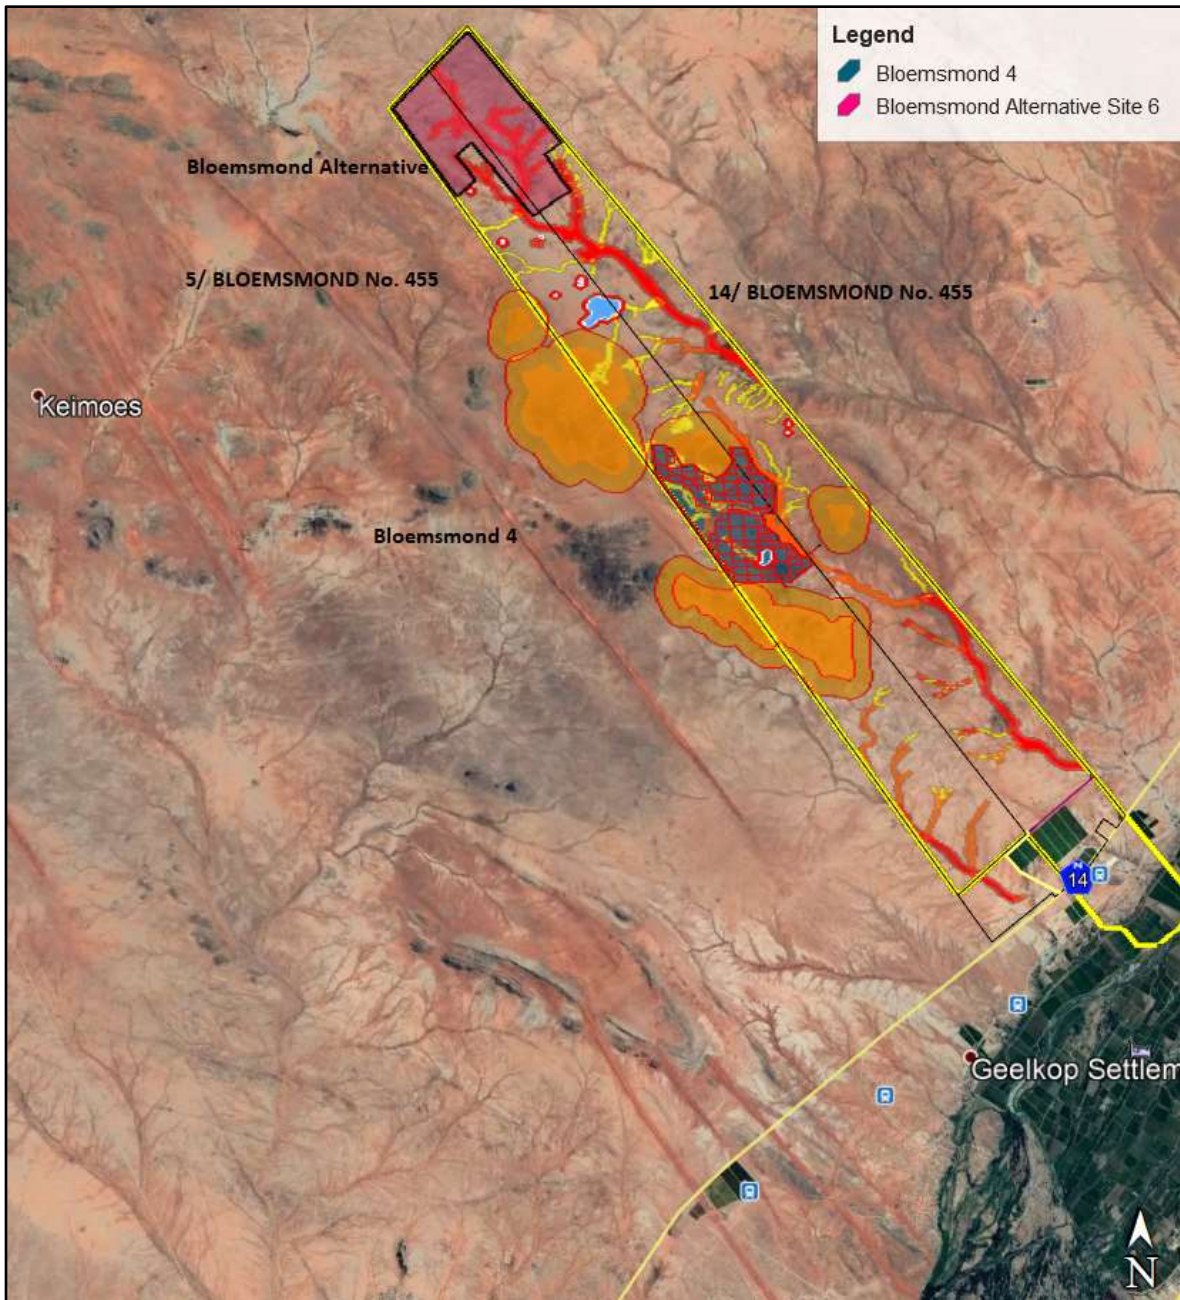 Legend
Bloemsmond 4
Bloemsmond Alternative Site 6
Bloemsmond Alternative
5/ BLOEMSMOND No. 455
14/ BLOEMSMOND No. 455
Keimoes
Bloemsmond 4
N
14
Geelkop Settlem
N